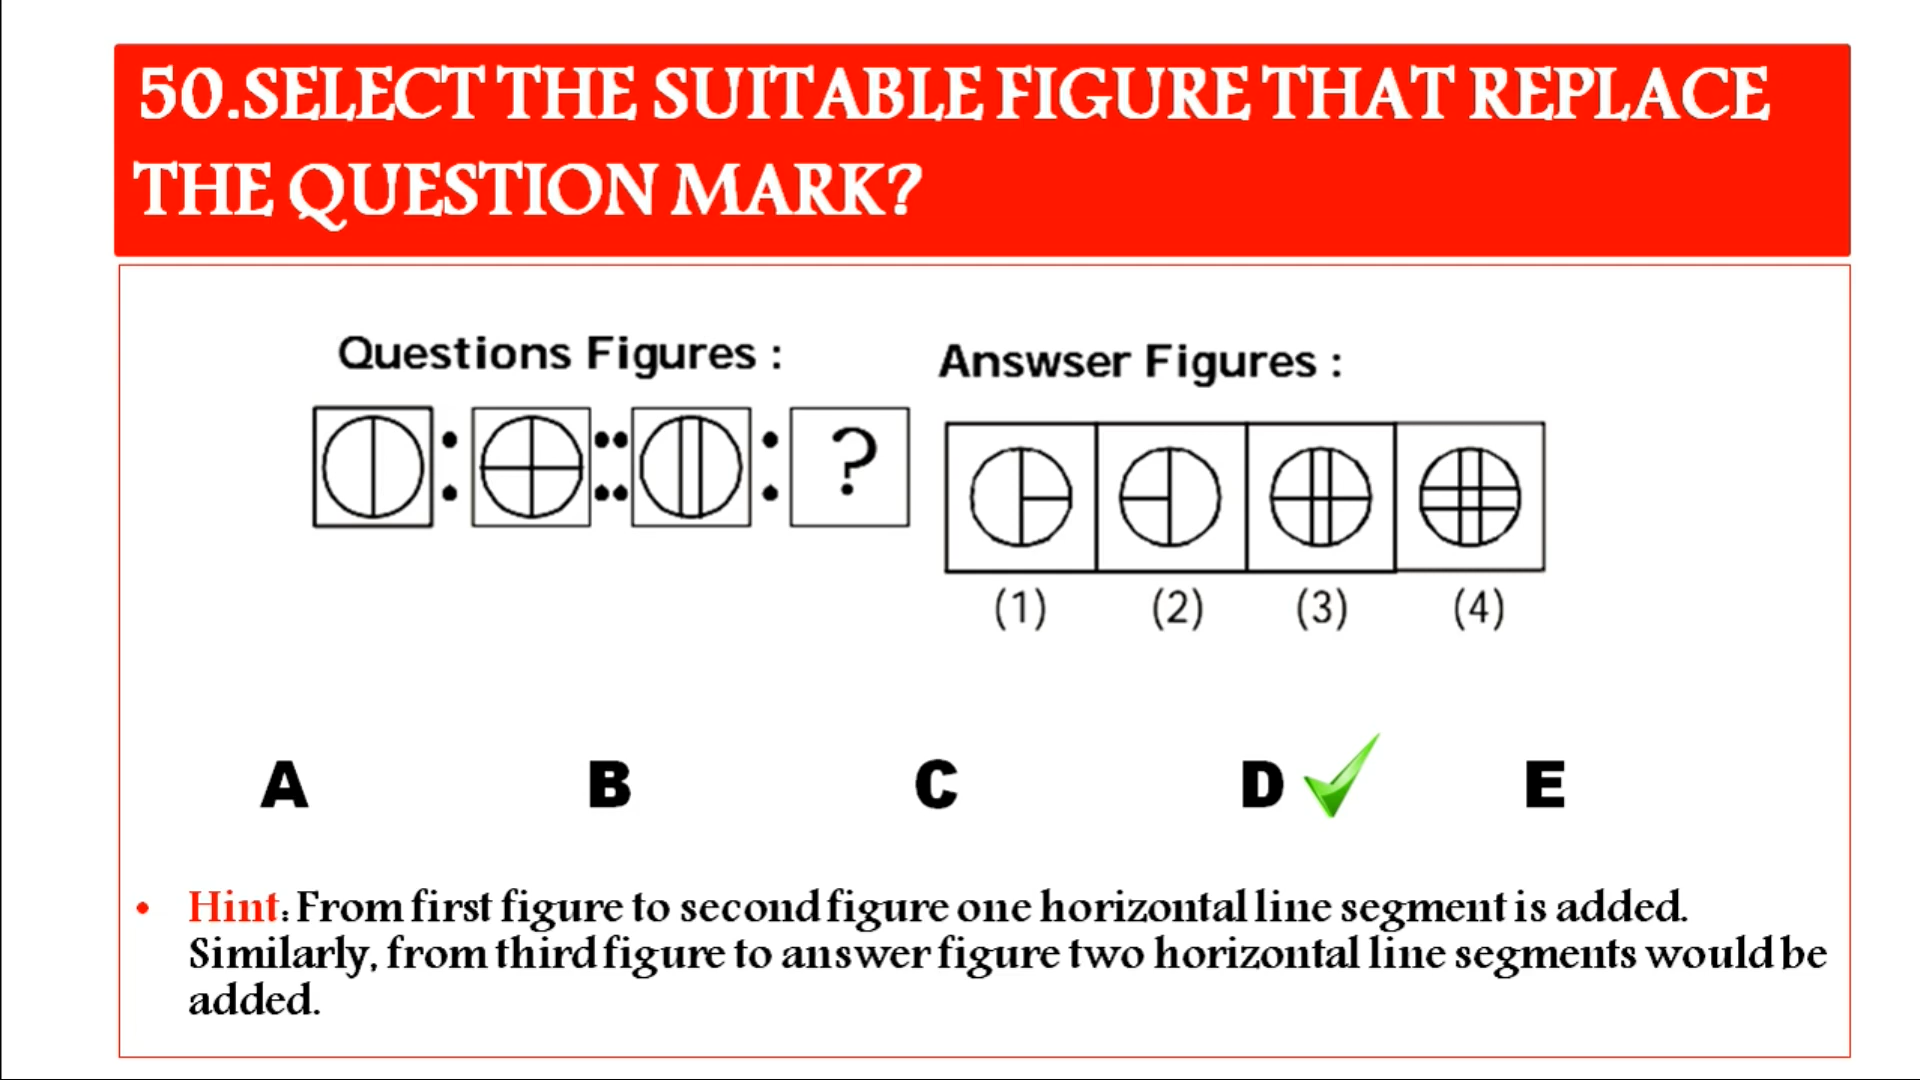 50.SELECT THE SUITABLE FIGURE THAT REPLACE
THE QUESTION MARK?
Questions Figures :
Answser Figures :
?
(1) (2) (3) (4)
A B C D E
• Hint: From first figure to second figure one horizontal line segment is added.
Similarly, from third figure to answer figure two horizontal line segments would be
added.